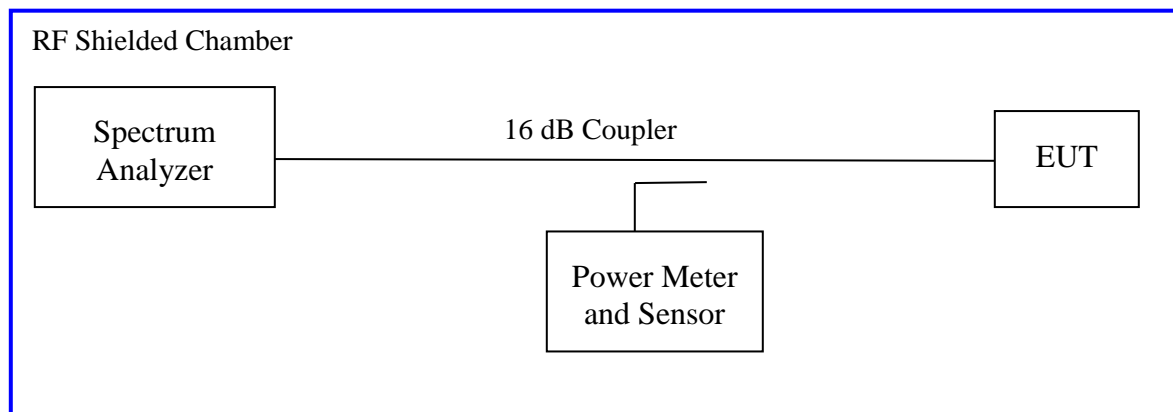 RF Shielded Chamber
Spectrum
Analyzer
16 dB Coupler
EUT
Power Meter
and Sensor